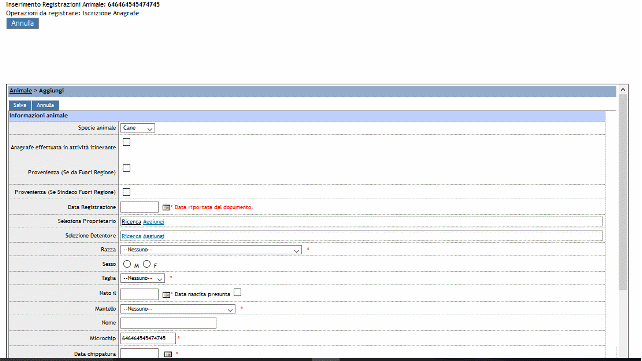 Inserimento Registrazioni Animale: 646464545474745
Operazioni da registrare: Iscrizione Anagrafe
Annulla
Animale > Aggiungi
Salva Annulla
Informazioni animale
Specie animale Cane
Anagrafe effettuata in attività itinerante
Provenienza (Se da Fuori Regione)
Provenienza (Se Sindaco Fuori Regione)
Data Registrazione * Data riportata dal documento.
Seleziona Proprietario Ricerca Aggiungi
Selezione Detentore Ricerca Aggiungi
Razza --Nessuno-- *
Sesso M F
Taglia --Nessuno-- *
Nato il * Data nascita presunta
Mantello --Nessuno-- *
Nome
Microchip 646464545474745 *
Data chippatura *